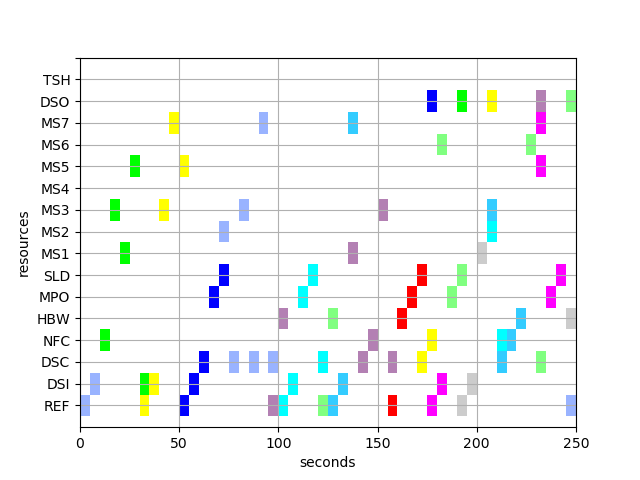 TSH
DSO
MS7
MS6
MS5
MS4
MS3
MS2
MS1
SLD
MPO
HBW
NFC
DSC
DSI
REF
resources
0 50 100 150 200 250
seconds